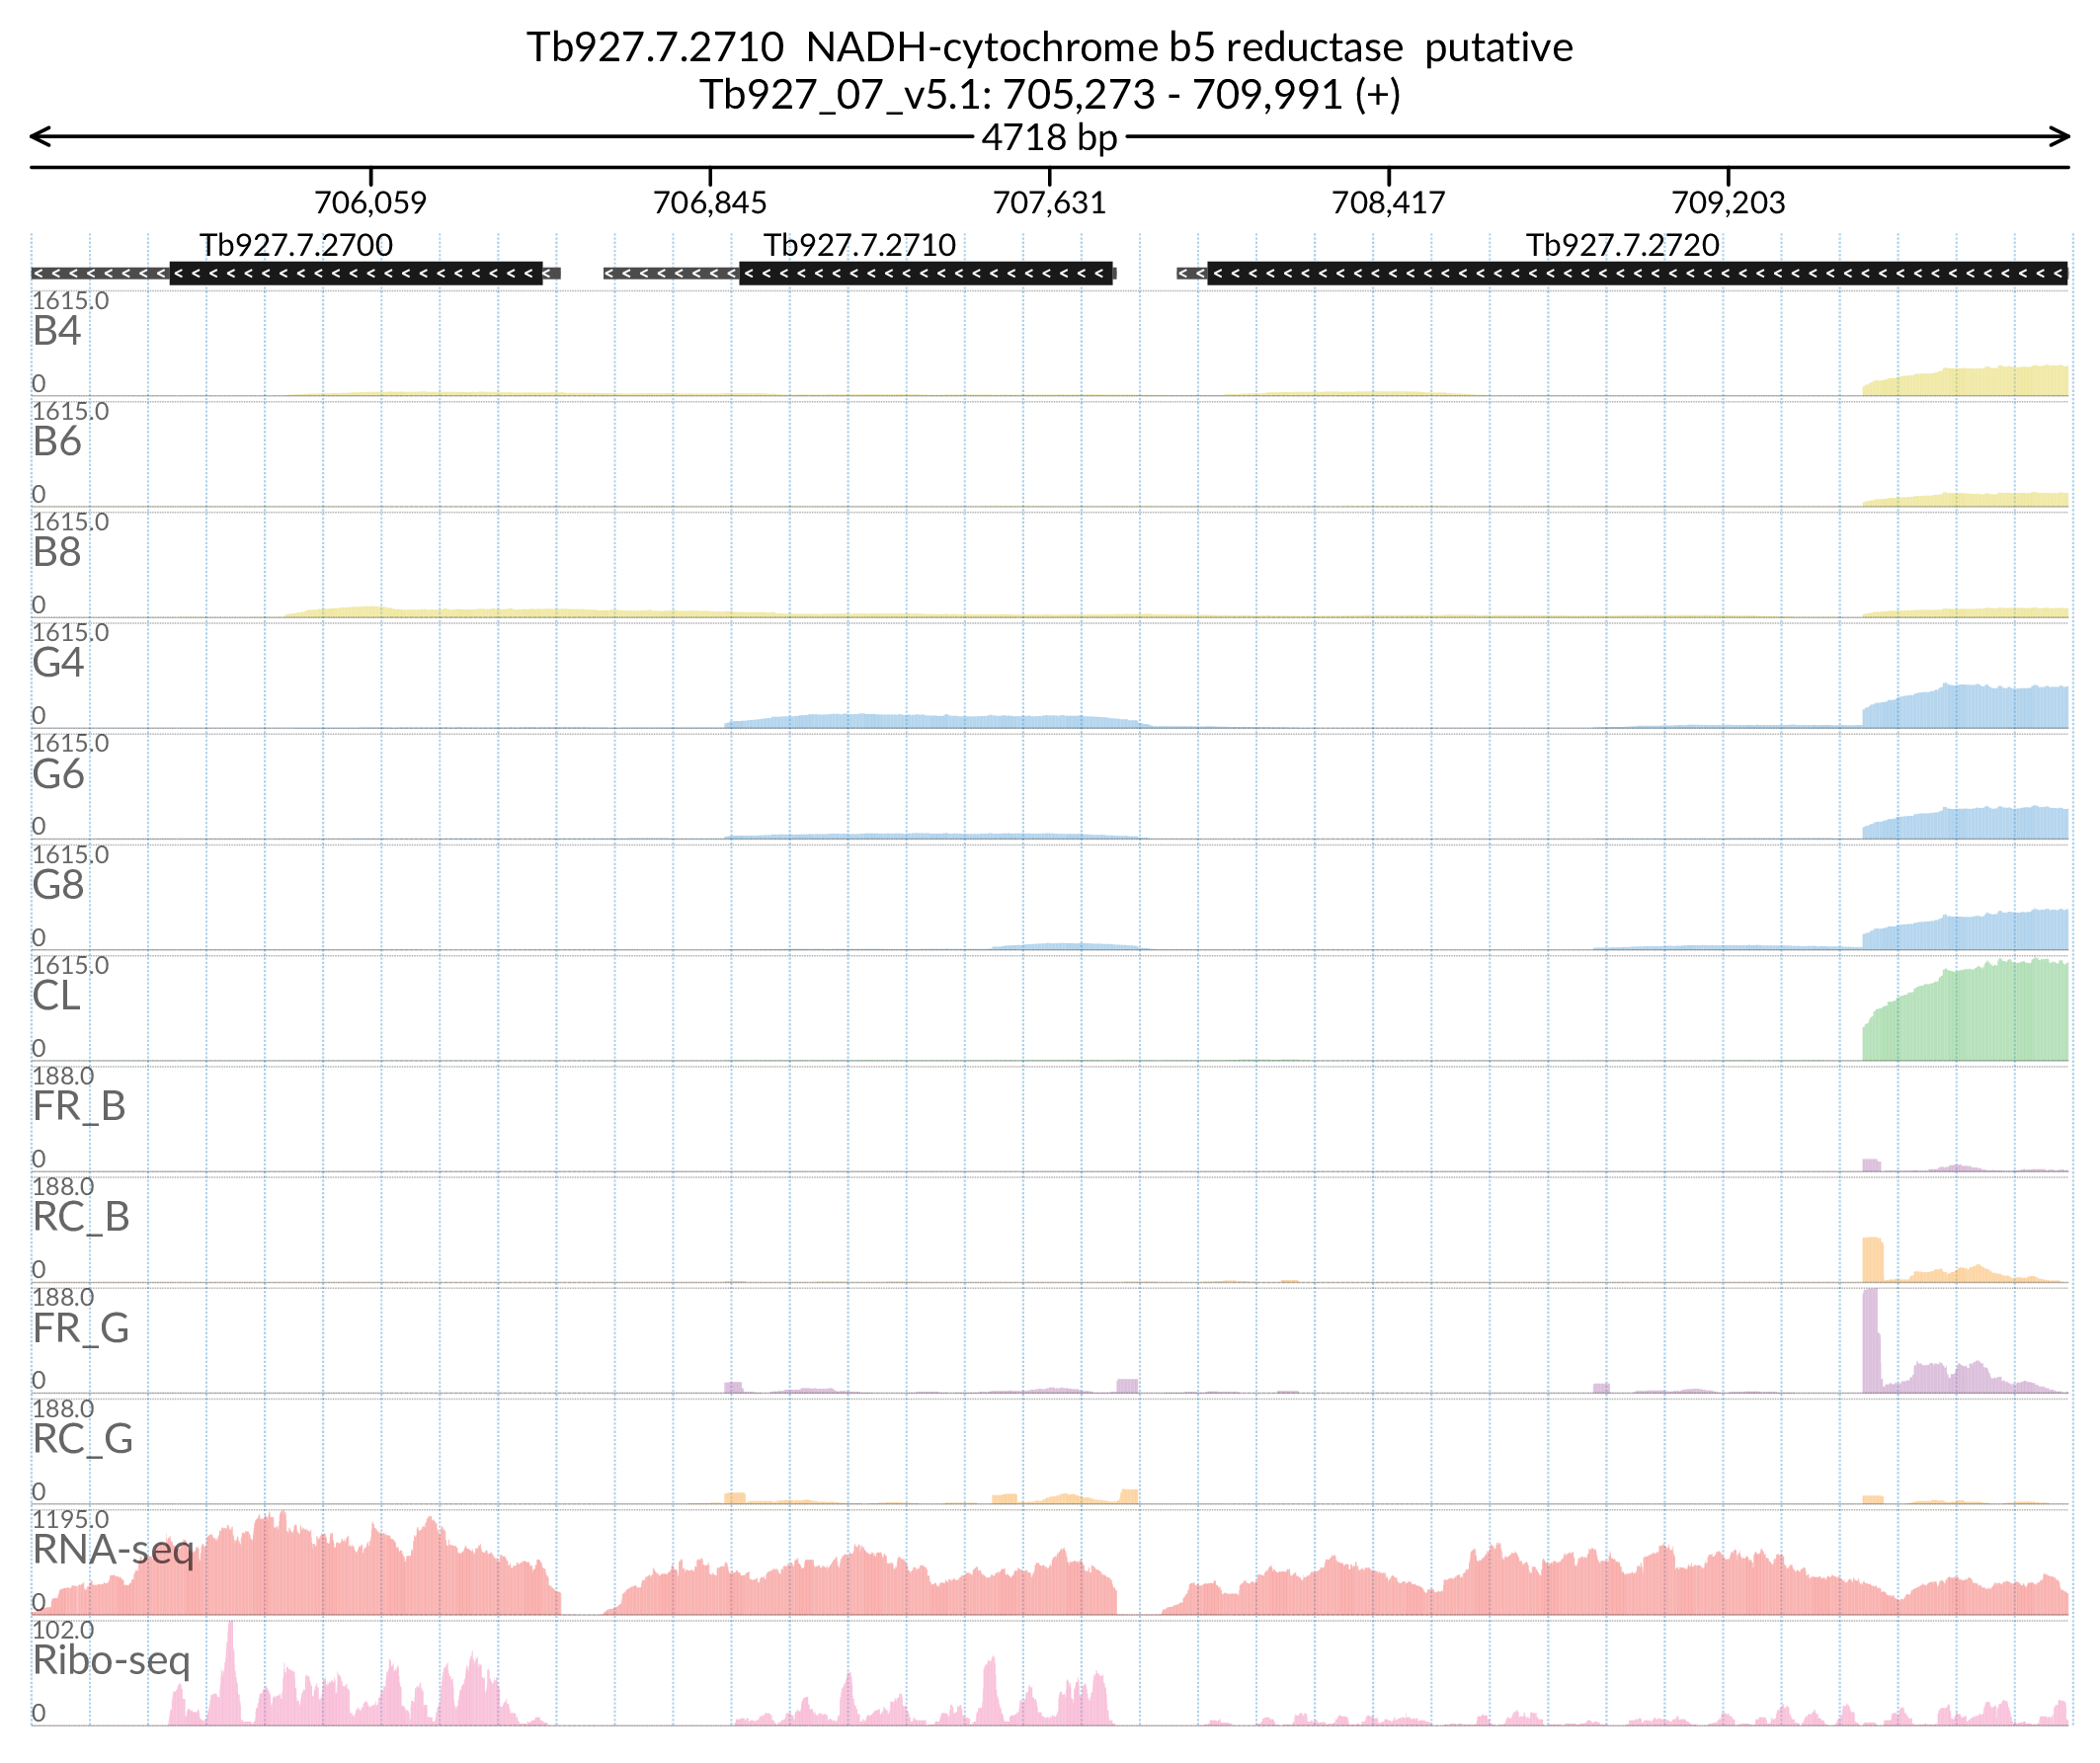 Tb927.7.2710  NADH-cytochrome b5 reductase  putative
Tb927_07_v5.1: 705,273 - 709,991 (+)
4718 bp
706,059 706,845 707,631 708,417 709,203
Tb927.7.2700 Tb927.7.2710 Tb927.7.2720
1615.0
B4
0
1615.0
B6
0
1615.0
B8
0
1615.0
G4
0
1615.0
G6
0
1615.0
G8
0
1615.0
CL
0
188.0
FR_B
0
188.0
RC_B
0
188.0
FR_G
0
188.0
RC_G
0
1195.0
RNA-seq
0
102.0
Ribo-seq
0